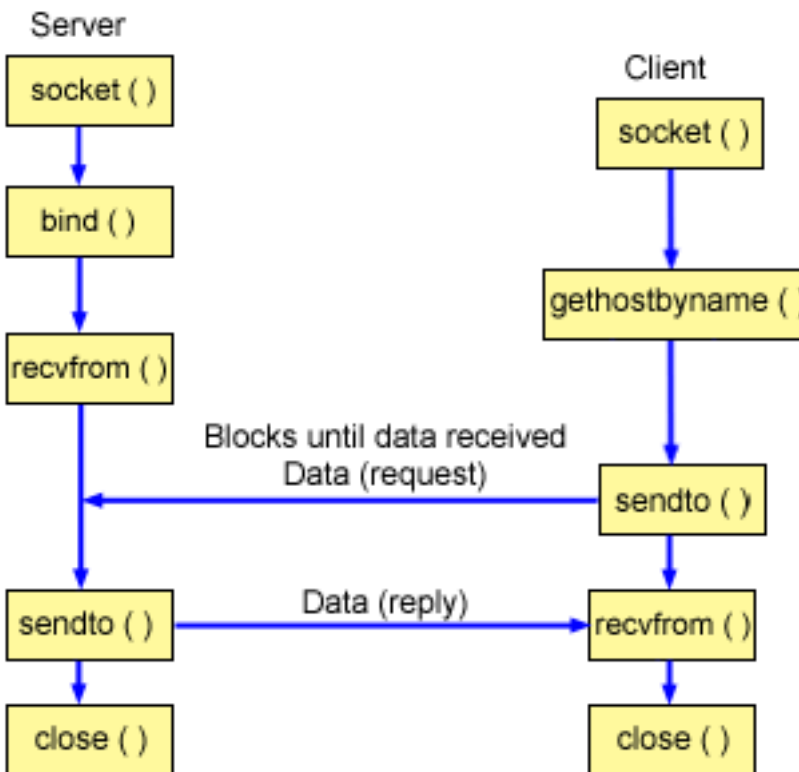 Server
socket ( )
bind ( )
recvfrom ( )
Client
socket ( )
gethostbyname ( )
Blocks until data received
Data (request)
sendto ( )
sendto ( )
Data (reply)
recvfrom ( )
close ( )
close ( )